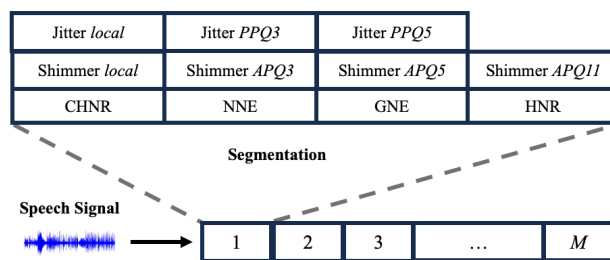 Jitter local Jitter PPQ3 Jitter PPQ5
Shimmer local Shimmer APQ3 Shimmer APQ5 Shimmer APQ11
CHNR NNE GNE HNR
Segmentation
Speech Signal
1 2 3 ... M